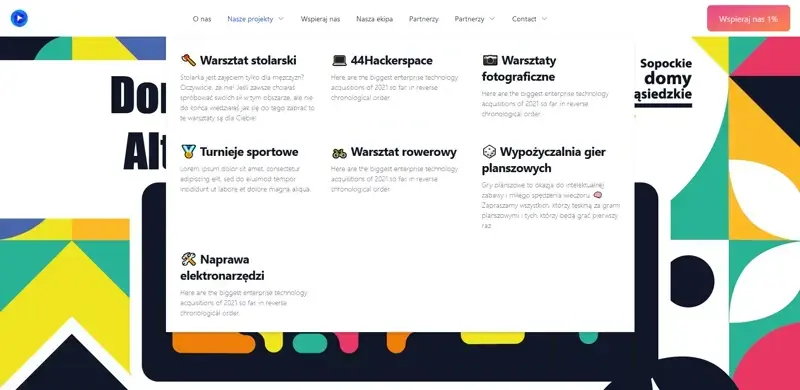 O nas
Nasze projekty
Wspieraj nas
Nasza ekipa
Partnerzy
Partnerzy
Contact
Wspieraj nas 1%
Warsztat stolarski
Stolarka jest zajęciem tylko dla mężczyzn?
Oczywiście, że nie! Jeśli zawsze chciałaś
spróbować swoich sił w tym obszarze, ale nie
do końca wiedziałaś jak się do tego zabrać to
te warsztaty są dla Ciebie!
44Hackerspace
Here are the biggest enterprise technology
acquisitions of 2021 so far, in reverse
chronological order.
Warsztaty
fotograficzne
Here are the biggest enterprise technology
acquisitions of 2021 so far, in reverse
chronological order.
Turnieje sportowe
Lorem, ipsum dolor sit amet, consectetur
adipiscing elit, sed do eiusmod tempor
incididunt ut labore et dolore magna aliqua.
Warsztat rowerowy
Here are the biggest enterprise technology
acquisitions of 2021 so far, in reverse
chronological order.
Wypożyczalnia gier
planszowych
Gry planszowe to okazja do intelektualnej
zabawy i miłego spędzenia wieczoru.
Zapraszamy wszystkich, którzy tęsknią za grami
planszowymi i tych którzy będą grać pierwszy
raz.
Naprawa
elektronarzędzi
Here are the biggest enterprise technology
acquisitions of 2021 so far, in reverse
chronological order.
Sopockie
domy